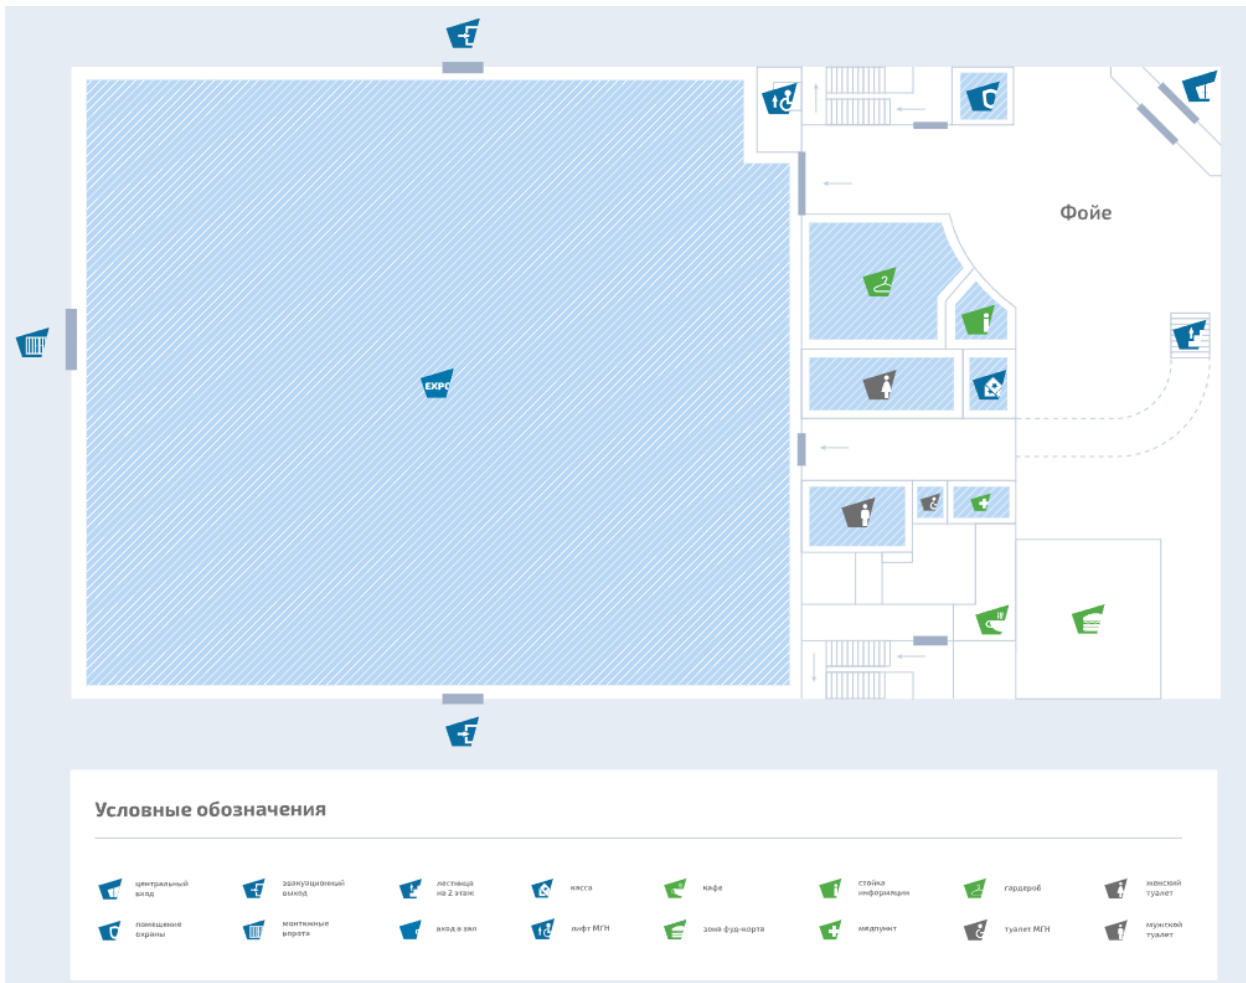 Фойе
EXPO
Условные обозначения
центральный
вход
эвакуационный
выход
лестница
на 2 этаж
касса
кафе
стойка
информации
гардероб
женский
туалет
помещение
охраны
монтажные
ворота
вход в зал
лифт МГН
зона фуд-корта
медпункт
туалет МГН
мужской
туалет